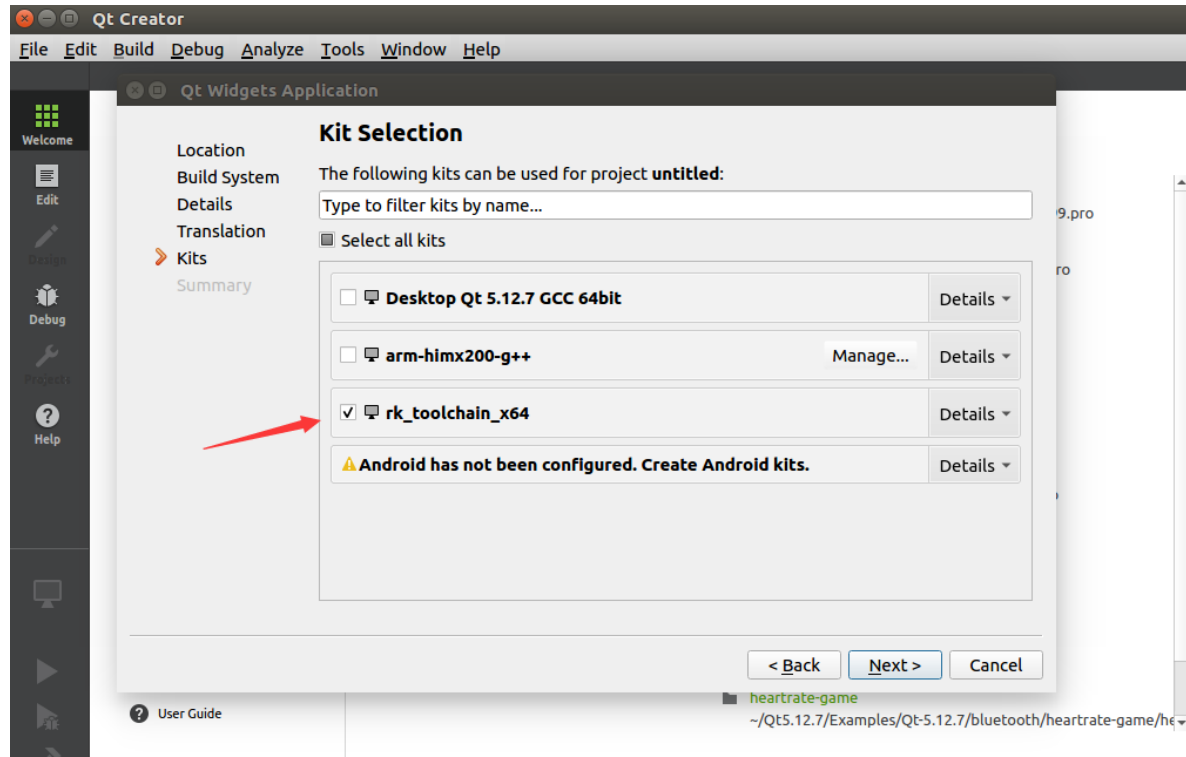 Qt Creator
File Edit Build Debug Analyze Tools Window Help
Qt Widgets Application
Welcome
Edit
Design
Debug
Projects
Help
Location
Build System
Details
Translation
Kits
Summary
Kit Selection
The following kits can be used for project untitled:
Type to filter kits by name...
Select all kits
Desktop Qt 5.12.7 GCC 64bit Details
arm-himx200-g++ Manage... Details
rk_toolchain_x64 Details
Android has not been configured. Create Android kits. Details
< Back Next > Cancel
9.pro
ro
User Guide
heartrate-game
~/Qt5.12.7/Examples/Qt-5.12.7/bluetooth/heartrate-game/he